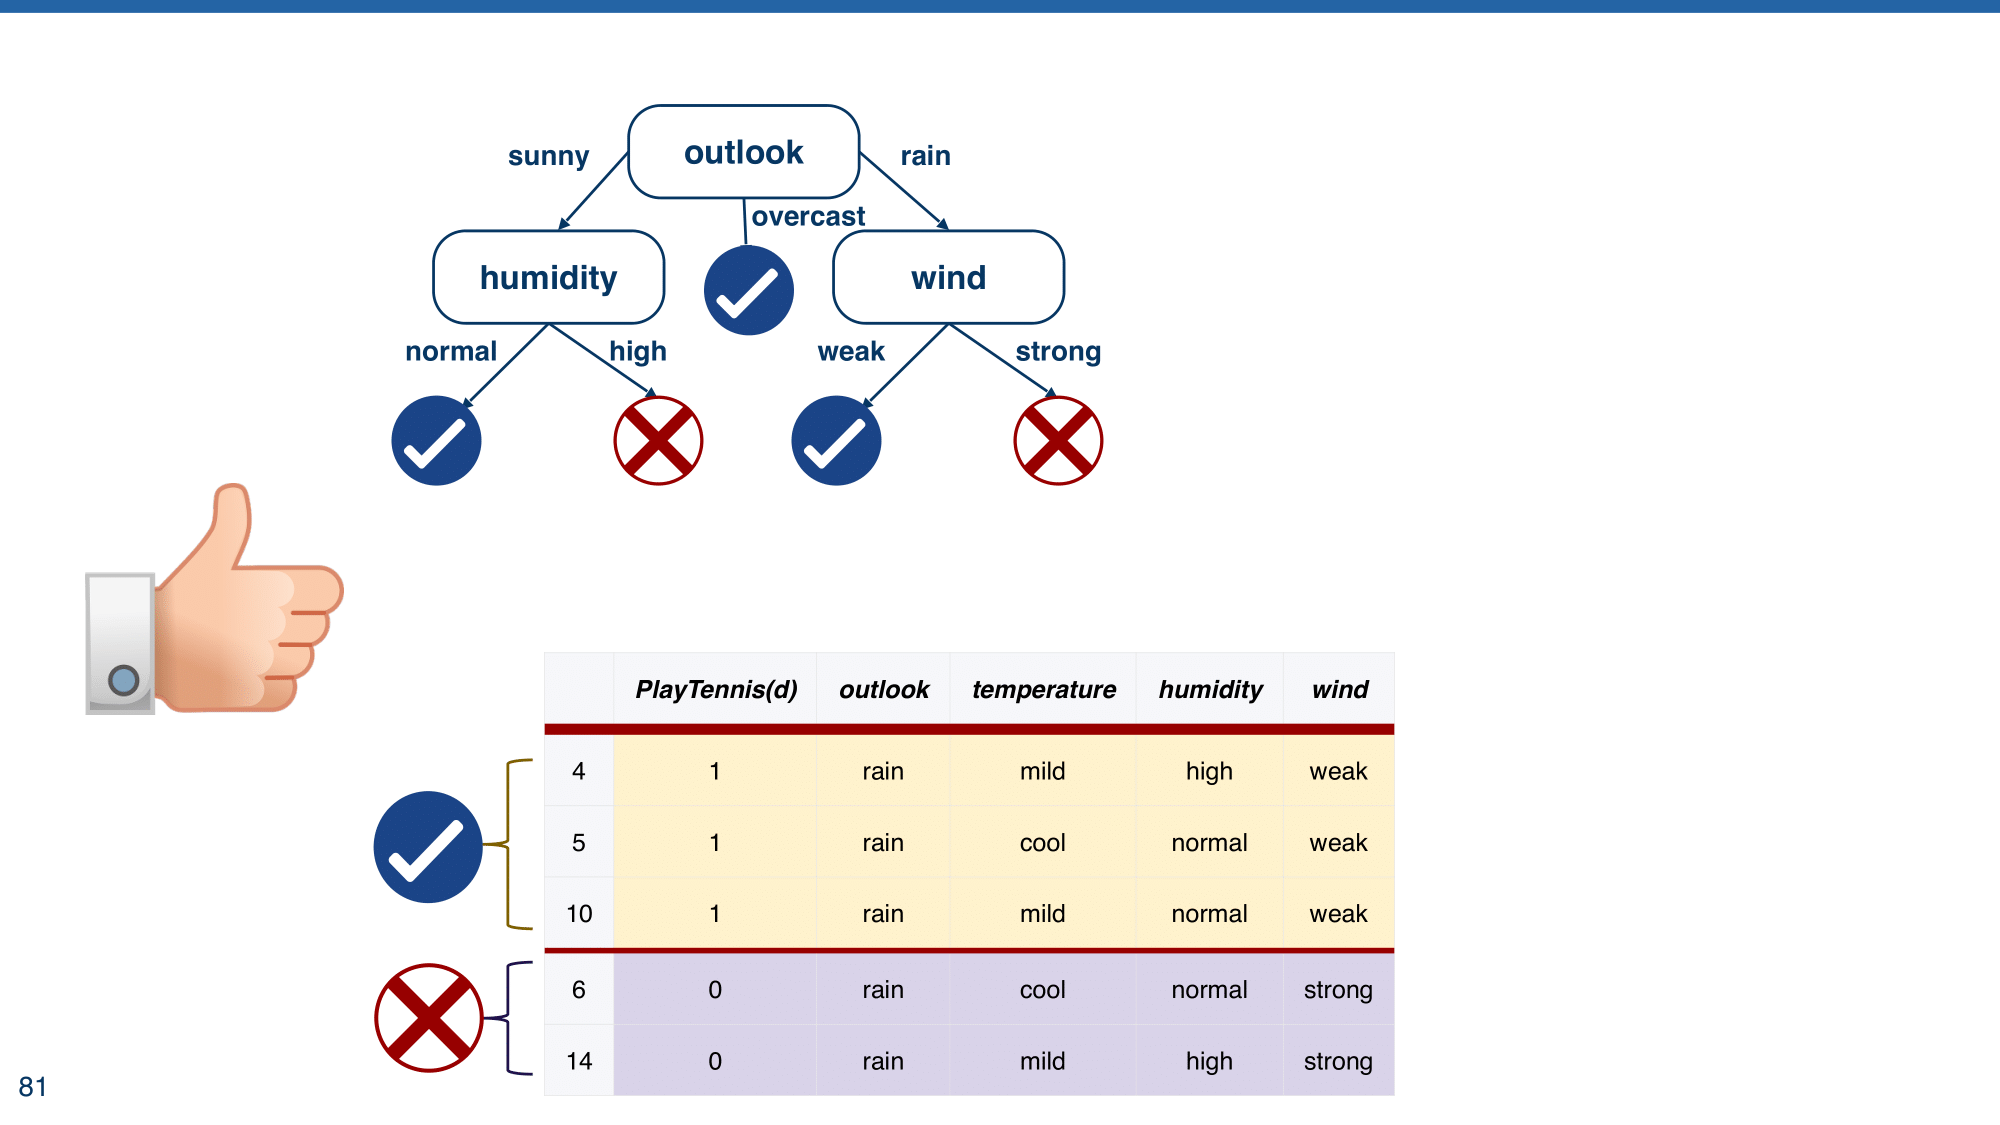 outlook
sunny
rain
overcast
humidity
wind
normal
high
weak
strong
PlayTennis(d) outlook temperature humidity wind
4 1 rain mild high weak
5 1 rain cool normal weak
10 1 rain mild normal weak
6 0 rain cool normal strong
14 0 rain mild high strong
81